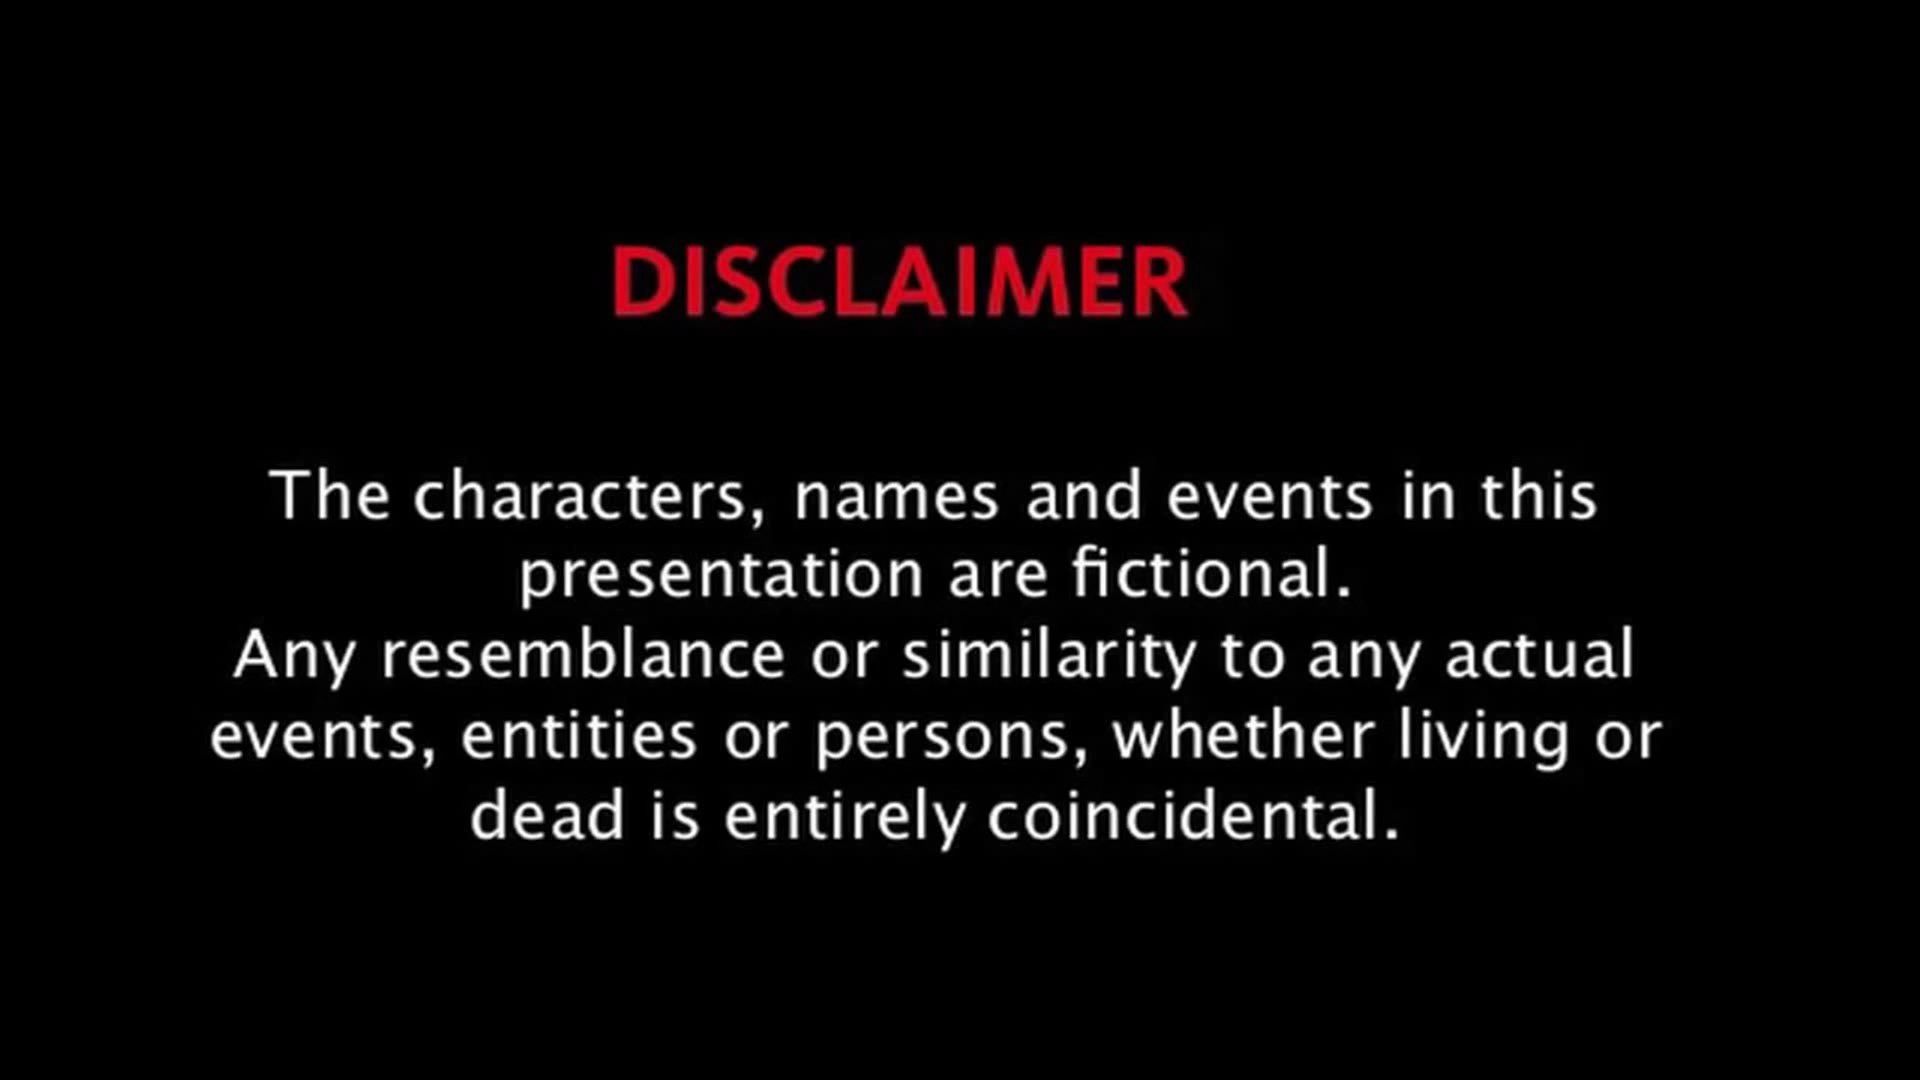 DISCLAIMER
The characters, names and events in this
presentation are fictional.
Any resemblance or similarity to any actual
events, entities or persons, whether living or
dead is entirely coincidental.